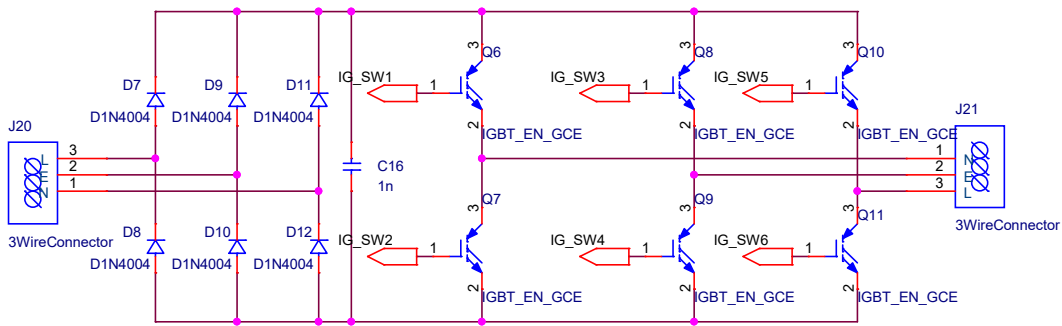 3
Q6
3
Q8
3
Q10
D7
D9
D11
IG_SW1
1
IG_SW3
1
IG_SW5
1
D1N4004
D1N4004
D1N4004
J20
2
IGBT_EN_GCE
2
IGBT_EN_GCE
2
IGBT_EN_GCE
J21
3
L
2
E
1
N
C16
1n
1
N
2
E
3
L
3WireConnector
3WireConnector
D8
D10
D12
3
Q7
3
Q9
3
Q11
IG_SW2
1
IG_SW4
1
IG_SW6
1
D1N4004
D1N4004
D1N4004
2
IGBT_EN_GCE
2
IGBT_EN_GCE
2
IGBT_EN_GCE